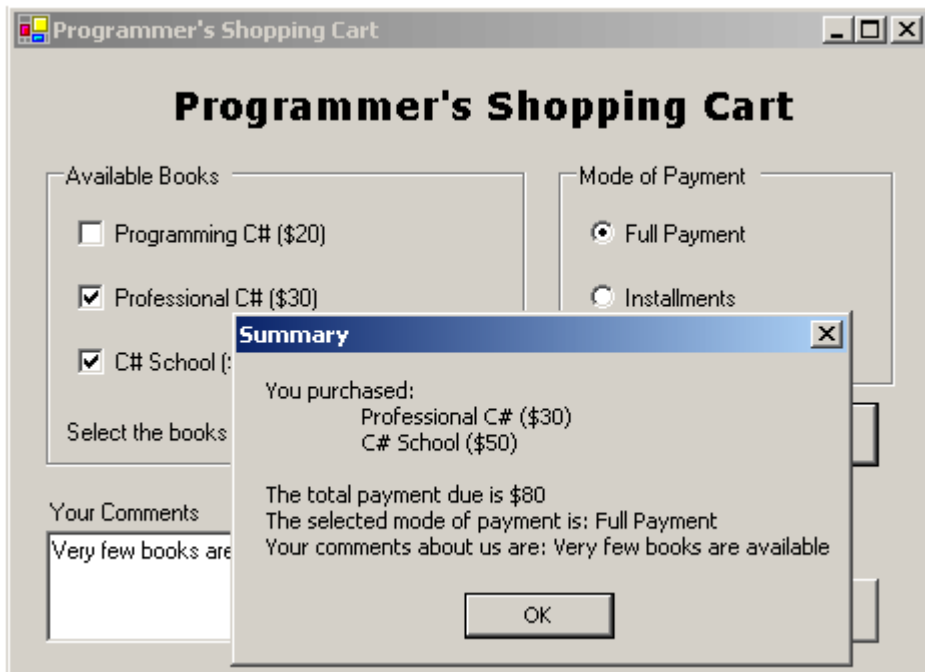 Programmer's Shopping Cart
Programmer's Shopping Cart
Available Books
Programming C# ($20)
Professional C# ($30)
C# School (
Select the books
Mode of Payment
Full Payment
Installments
Your Comments
Very few books are
Summary
You purchased:
Professional C# ($30)
C# School ($50)
The total payment due is $80
The selected mode of payment is: Full Payment
Your comments about us are: Very few books are available
OK